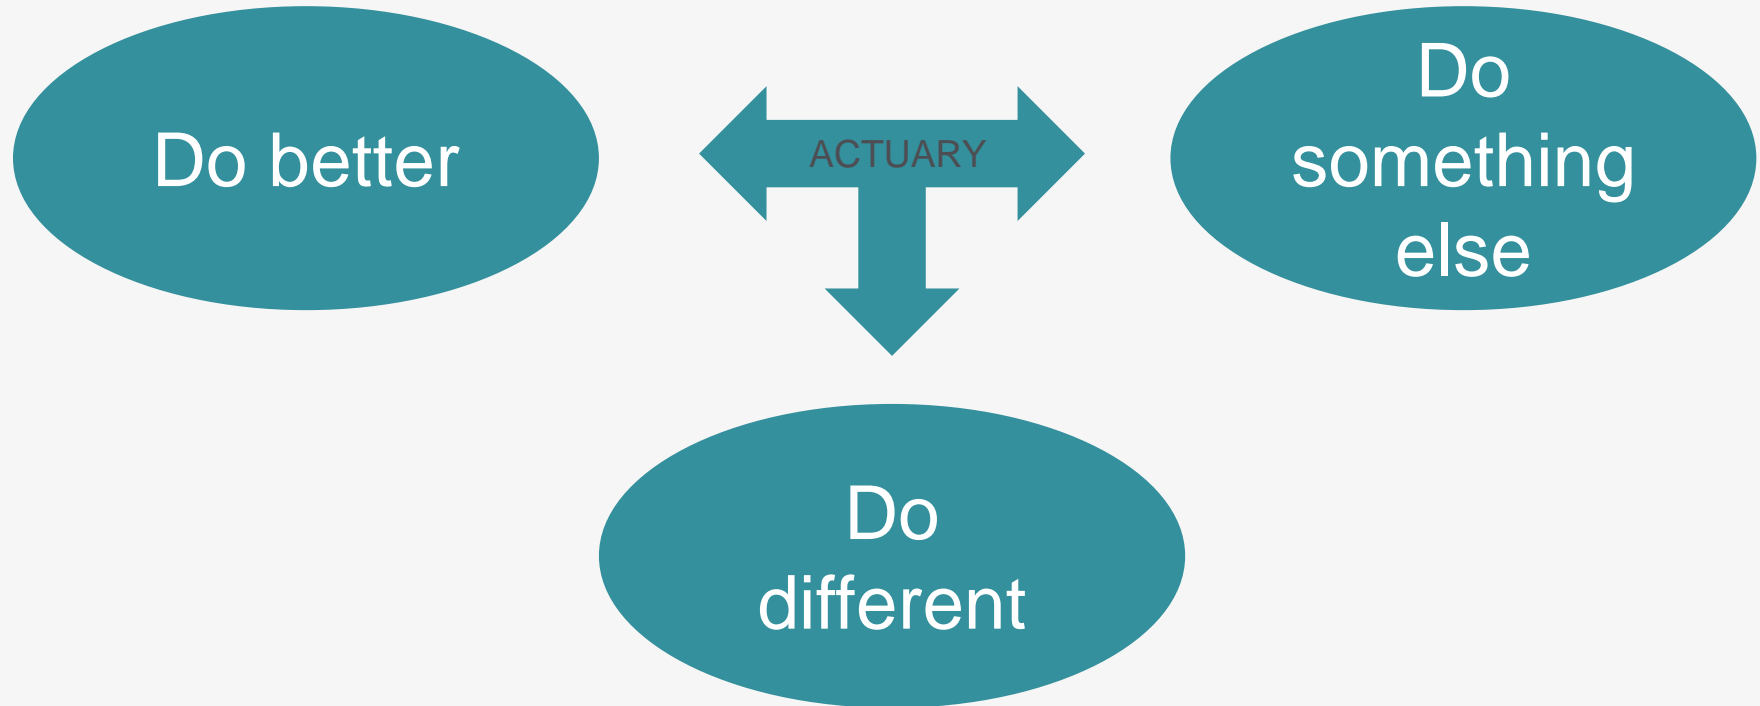 Do better
ACTUARY
Do
something
else
Do
different